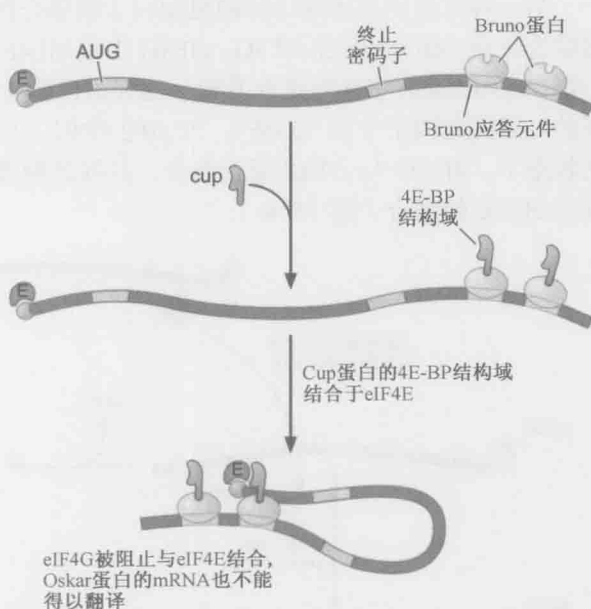 Bruno蛋白
终止
密码子
AUG
E
Bruno应答元件
cup
4E-BP
结构域
E
Cup蛋白的4E-BP结构域
结合于eIF4E
E
eIF4G被阻止与eIF4E结合,
Oskar蛋白的mRNA也不能
得以翻译